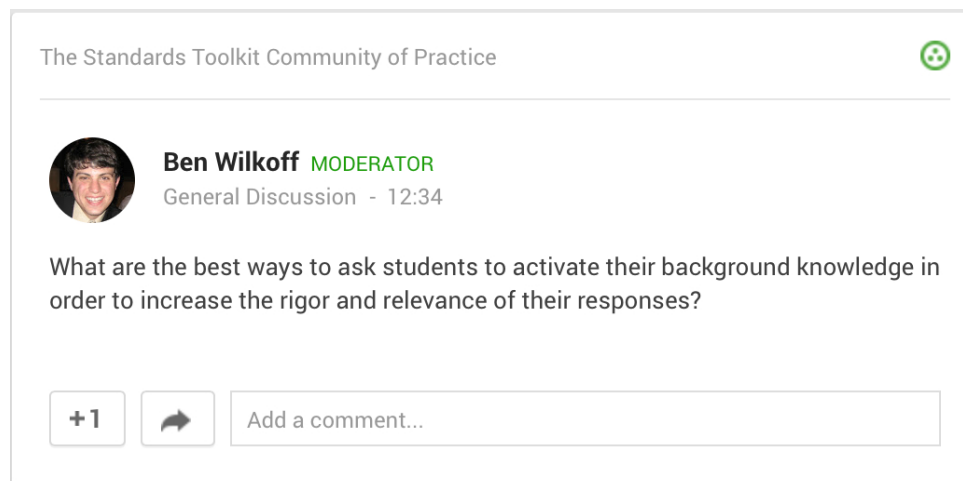 The Standards Toolkit Community of Practice
Ben Wilkoff MODERATOR
General Discussion - 12:34
What are the best ways to ask students to activate their background knowledge in
order to increase the rigor and relevance of their responses?
+1
Add a comment...